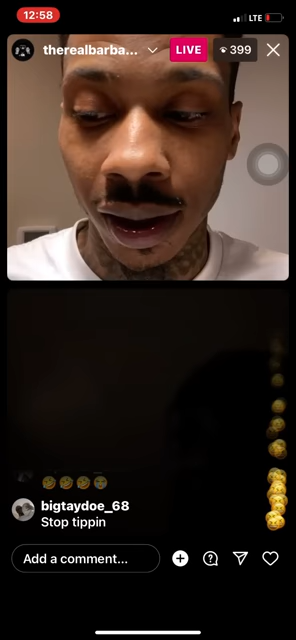 12:58
LTE
therealbarba...
LIVE
399
bigtaydoe_68
Stop tippin
Add a comment...